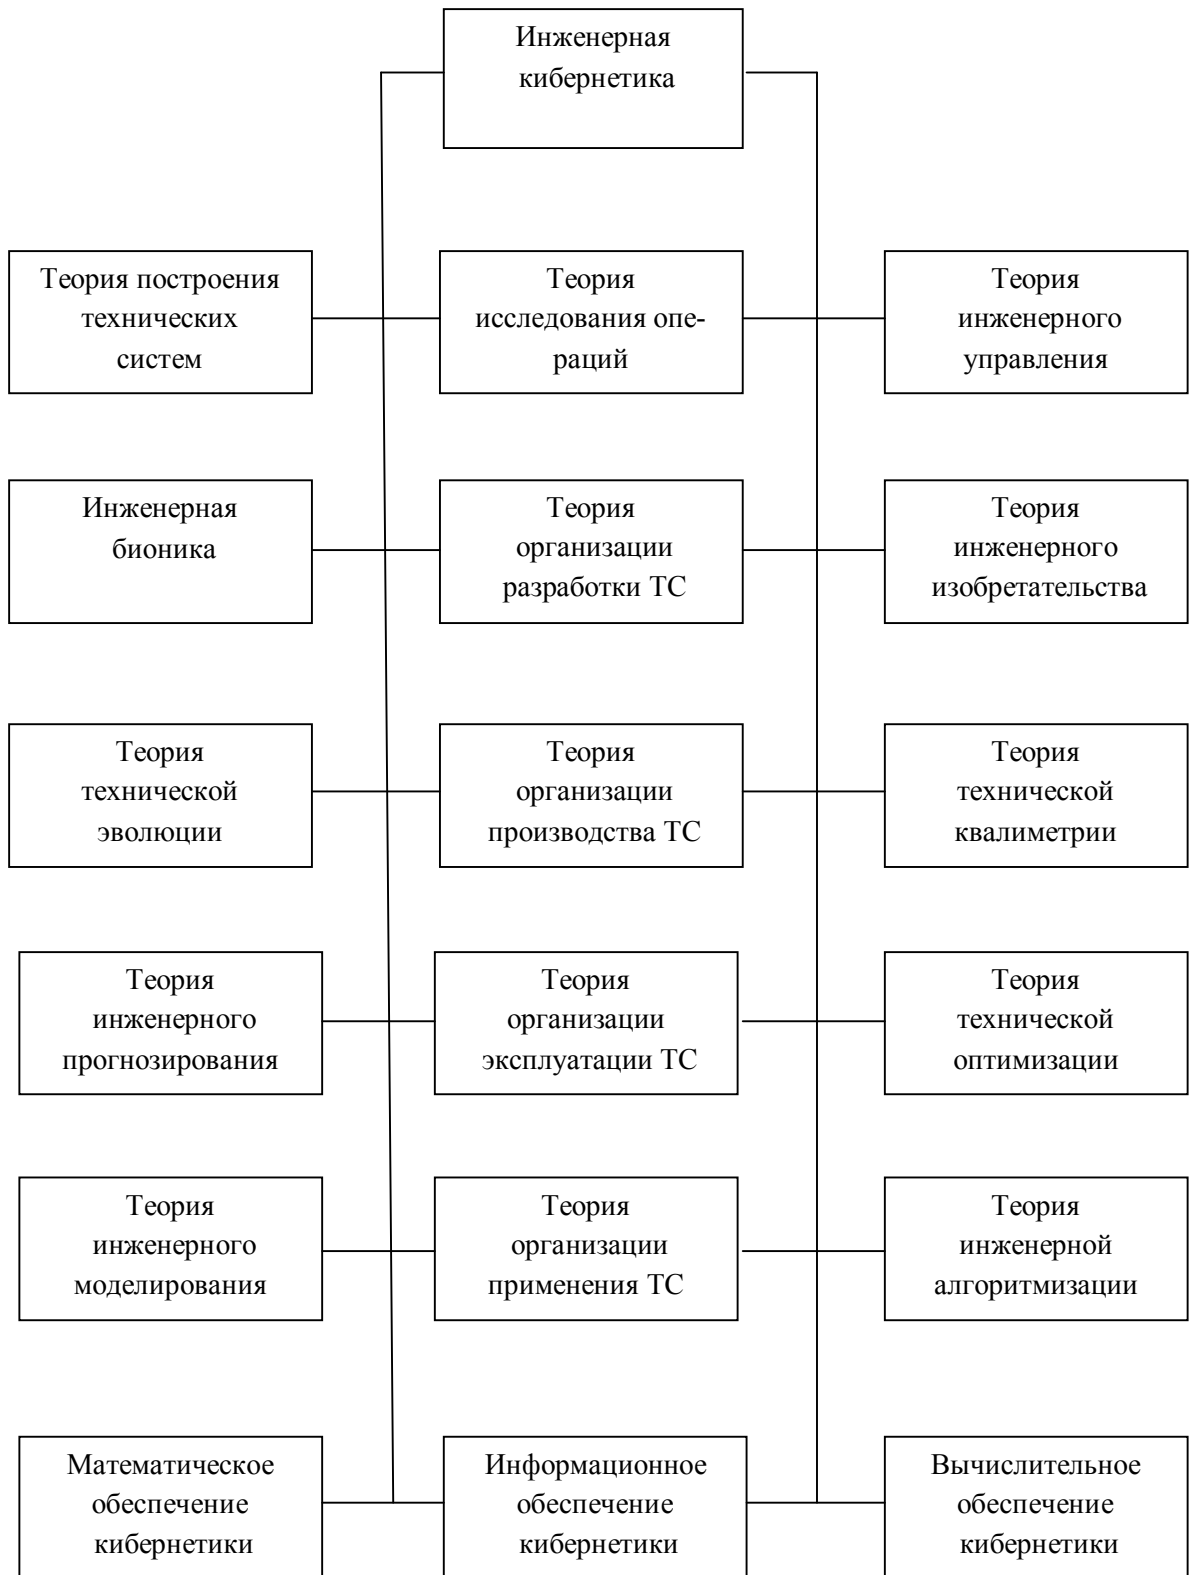 Инженерная
кибернетика
Теория построения
технических
систем
Теория
исследования опе-
раций
Теория
инженерного
управления
Инженерная
бионика
Теория
организации
разработки ТС
Теория
инженерного
изобретательства
Теория
технической
эволюции
Теория
организации
производства ТС
Теория
технической
квалиметрии
Теория
инженерного
прогнозирования
Теория
организации
эксплуатации ТС
Теория
технической
оптимизации
Теория
инженерного
моделирования
Теория
организации
применения ТС
Теория
инженерной
алгоритмизации
Математическое
обеспечение
кибернетики
Информационное
обеспечение
кибернетики
Вычислительное
обеспечение
кибернетики